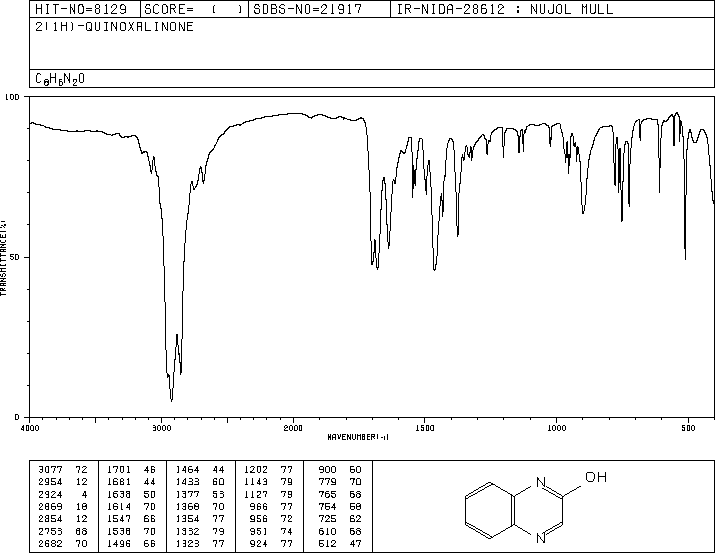 HIT-NO=8129 SCORE= ( ) SDBS-NO=21917 IR-NIDA-28612 : NUJOL MULL
2(1H)-QUINOXALINONE
C8H6N2O
100
50
0
TRANSMITTANCE(%)
4000 3000 2000 1500 1000 500
WAVENUMBER(-1)
3077 72 1701 46 1464 44 1202 77 900 60
2954 12 1681 44 1433 60 1143 79 779 70
2924 4 1638 50 1377 53 1127 79 765 68
2869 18 1614 70 1368 70 966 77 754 58
2854 12 1547 66 1354 77 956 72 725 62
2753 68 1538 70 1332 79 951 74 610 68
2682 70 1496 66 1323 77 924 77 512 47
N OH
N